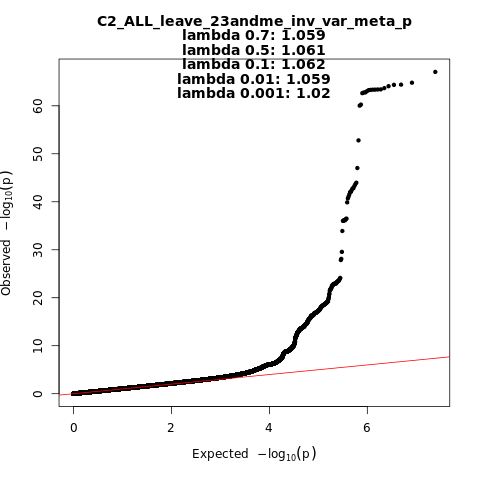 C2_ALL_leave_23andme_inv_var_meta_p
lambda 0.7: 1.059
lambda 0.5: 1.061
lambda 0.1: 1.062
lambda 0.01: 1.059
lambda 0.001: 1.02
60
50
40
30
20
10
0
Observed −log10(p)
0 2 4 6
Expected −log10(p)